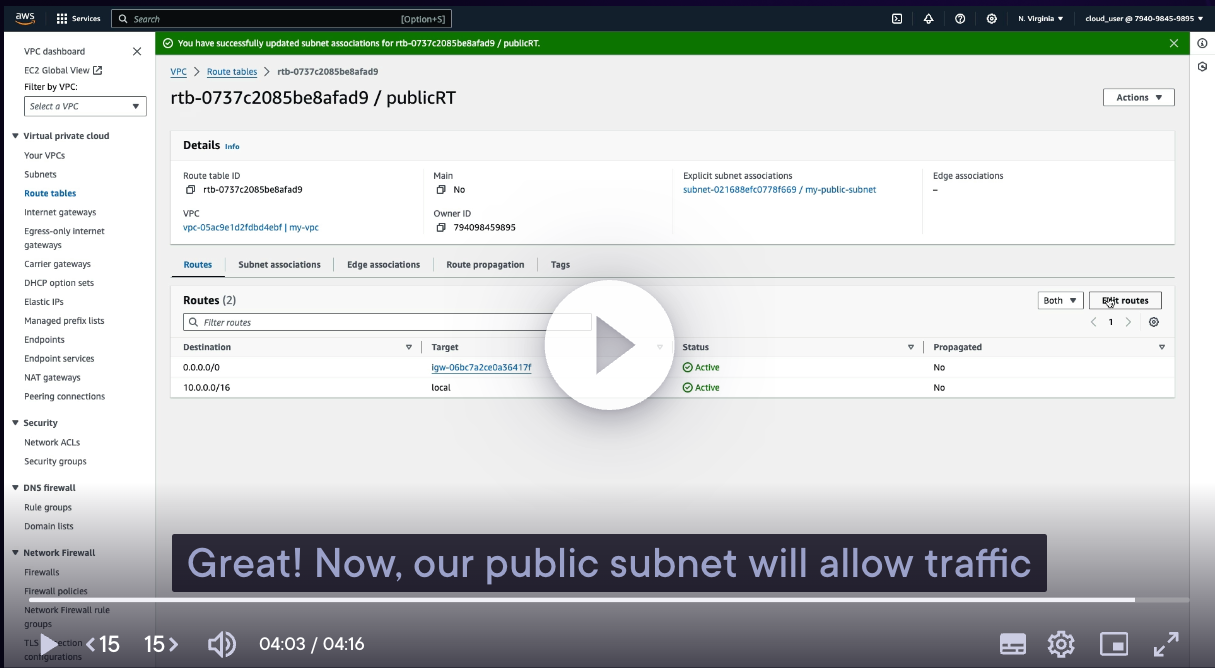 aws Services Search [Option+S] N. Virginia cloud_user @ 7940-9845-9895
VPC dashboard
EC2 Global View
Filter by VPC:
Select a VPC
Virtual private cloud
Your VPCs
Subnets
Route tables
Internet gateways
Egress-only internet
gateways
Carrier gateways
DHCP option sets
Elastic IPs
Managed prefix lists
Endpoints
Endpoint services
NAT gateways
Peering connections
Security
Network ACLs
Security groups
DNS firewall
Rule groups
Domain lists
Network Firewall
Firewalls
Firewall policies
Network Firewall rule
groups
configurations
You have successfully updated subnet associations for rtb-0737c2085be8afad9 / publicRT.
VPC > Route tables > rtb-0737c2085be8afad9
rtb-0737c2085be8afad9 / publicRT
Actions
Details Info
Route table ID
rtb-0737c2085be8afad9
Main
No
Explicit subnet associations
subnet-021688efc0778f669 / my-public-subnet
Edge associations
–
VPC
vpc-05ac9e1d2fdbd4ebf | my-vpc
Owner ID
794098459895
Routes Subnet associations Edge associations Route propagation Tags
Routes (2)
Both
Edit routes
Filter routes
1
Destination Target Status Propagated
0.0.0.0/0 igw-06bc7a2ce0a36417f Active No
10.0.0.0/16 local Active No
Great! Now, our public subnet will allow traffic
<15 15> 04:03 / 04:16